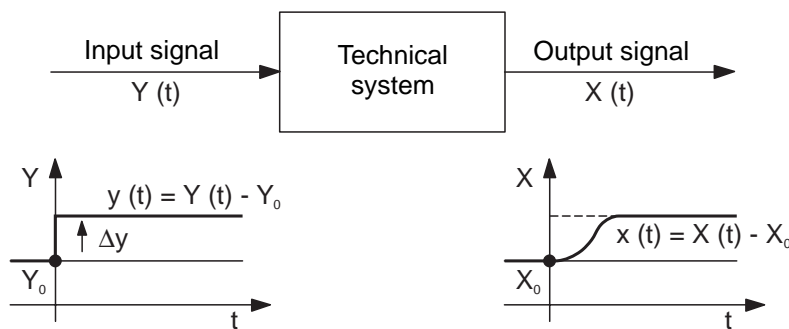 Input signal
Y (t)
Technical
system
Output signal
X (t)
Y
y (t) = Y (t) - Y₀
Δy
Y₀
t
X
x (t) = X (t) - X₀
X₀
t